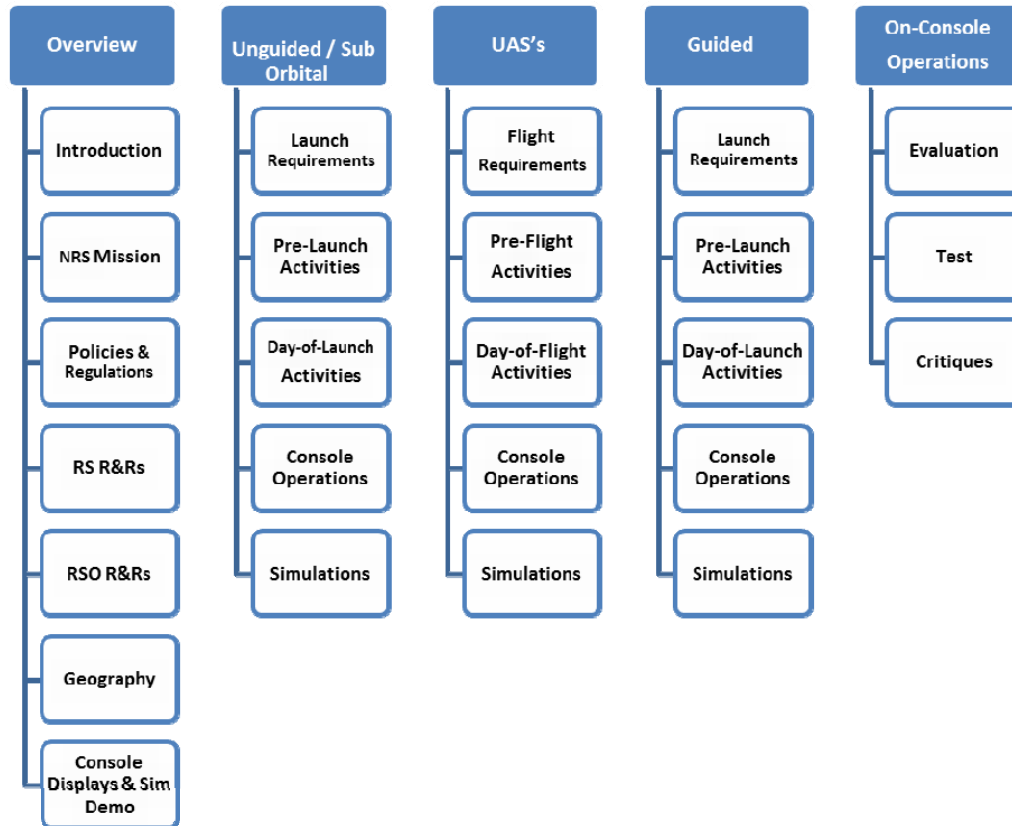 Overview
Introduction
NRS Mission
Policies &
Regulations
RS R&Rs
RSO R&Rs
Geography
Console
Displays & Sim
Demo
Unguided / Sub
Orbital
Launch
Requirements
Pre-Launch
Activities
Day-of-Launch
Activities
Console
Operations
Simulations
UAS's
Flight
Requirements
Pre-Flight
Activities
Day-of-Flight
Activities
Console
Operations
Simulations
Guided
Launch
Requirements
Pre-Launch
Activities
Day-of-Launch
Activities
Console
Operations
Simulations
On-Console
Operations
Evaluation
Test
Critiques